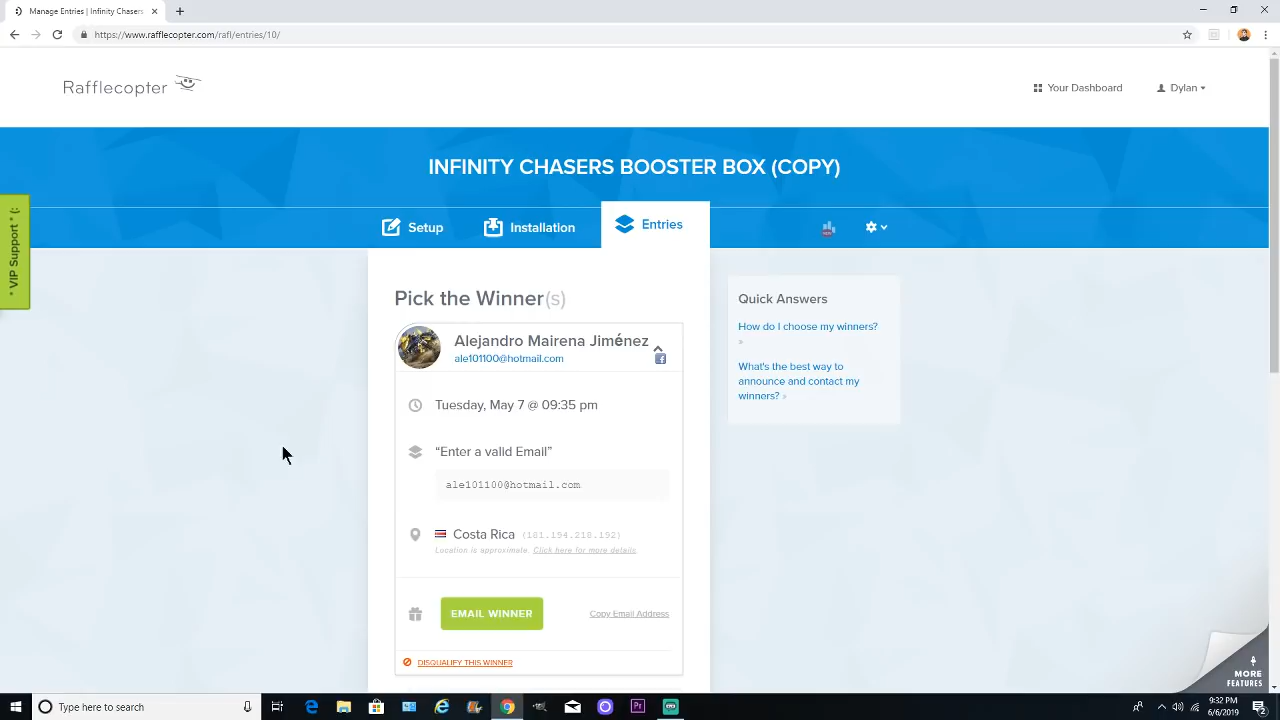 Manage Entries | Infinity Chasers
https://www.rafflecopter.com/rafl/entries/10/
Rafflecopter
Your Dashboard
Dylan
INFINITY CHASERS BOOSTER BOX (COPY)
Setup
Installation
Entries
* VIP Support * (:
Pick the Winner(s)
Alejandro Mairena Jiménez
ale101100@hotmail.com
Tuesday, May 7 @ 09:35 pm
“Enter a valid Email”
ale101100@hotmail.com
Costa Rica (181.194.218.192)
Location is approximate. Click here for more details.
EMAIL WINNER
Copy Email Address
DISQUALIFY THIS WINNER
Quick Answers
How do I choose my winners?
»
What's the best way to
announce and contact my
winners? »
MORE
FEATURES
Type here to search
9:32 PM
6/6/2019